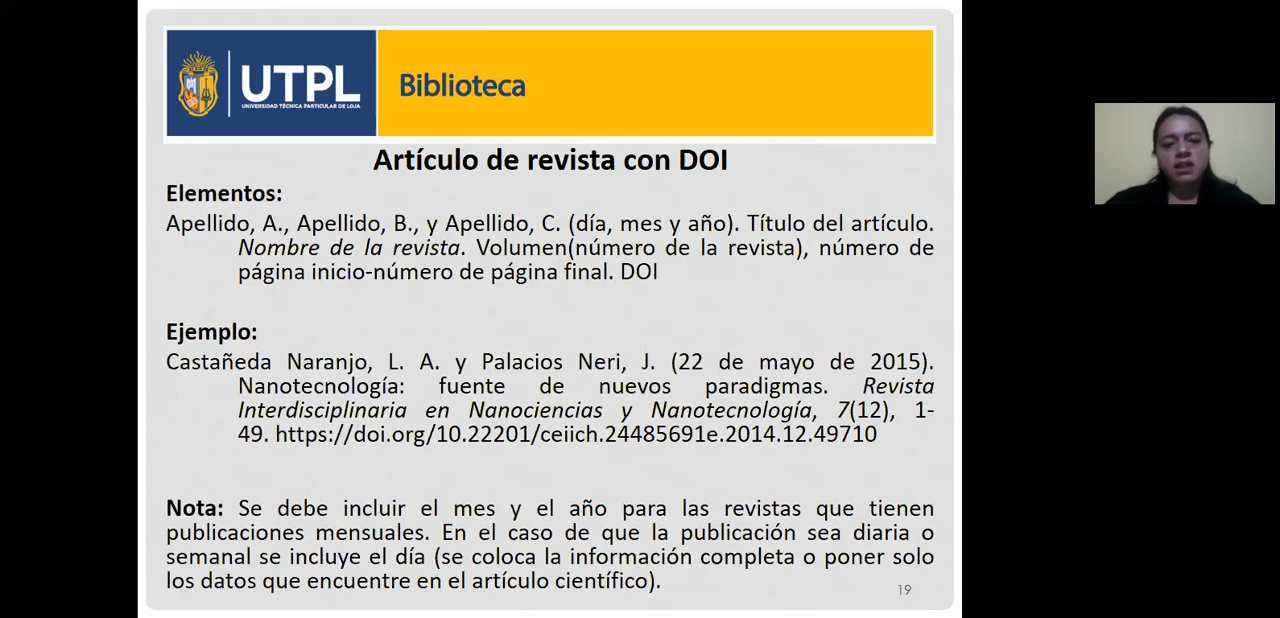 UTPL
UNIVERSIDAD TÉCNICA PARTICULAR DE LOJA
Biblioteca
Artículo de revista con DOI
Elementos:
Apellido, A., Apellido, B., y Apellido, C. (día, mes y año). Título del artículo.
Nombre de la revista. Volumen(número de la revista), número de
página inicio-número de página final. DOI
Ejemplo:
Castañeda Naranjo, L. A. y Palacios Neri, J. (22 de mayo de 2015).
Nanotecnología: fuente de nuevos paradigmas. Revista
Interdisciplinaria en Nanociencias y Nanotecnología, 7(12), 1-
49. https://doi.org/10.22201/ceiich.24485691e.2014.12.49710
Nota: Se debe incluir el mes y el año para las revistas que tienen
publicaciones mensuales. En el caso de que la publicación sea diaria o
semanal se incluye el día (se coloca la información completa o poner solo
los datos que encuentre en el artículo científico).
19